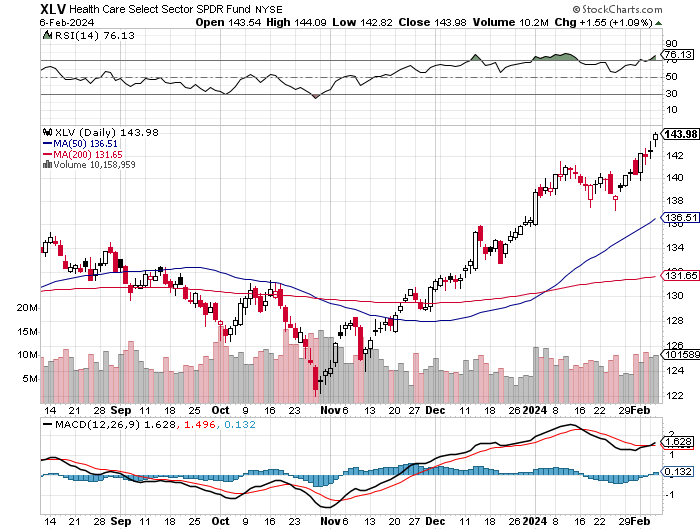 XLV Health Care Select Sector SPDR Fund NYSE
© StockCharts.com
6-Feb-2024
Open 143.54 High 144.09 Low 142.82 Close 143.98 Volume 10.2M Chg +1.55 (+1.09%)
RSI(14) 76.13
90
76.13
70
50
30
10
XLV (Daily) 143.98
MA(50) 136.51
MA(200) 131.65
Volume 10,158,959
143.98
142
140
138
136.51
136
134
131.65
130
128
126
124
122
20M
15M
10M
5M
101589
14 21 28 Sep 11 18 25 Oct 9 16 23 Nov 6 13 20 27 Dec 11 18 26 2024 8 16 22 29 Feb
MACD(12,26,9) 1.628, 1.496, 0.132
2
1.628
1
0.132
-1
14 21 28 Sep 11 18 25 Oct 9 16 23 Nov 6 13 20 27 Dec 11 18 26 2024 8 16 22 29 Feb